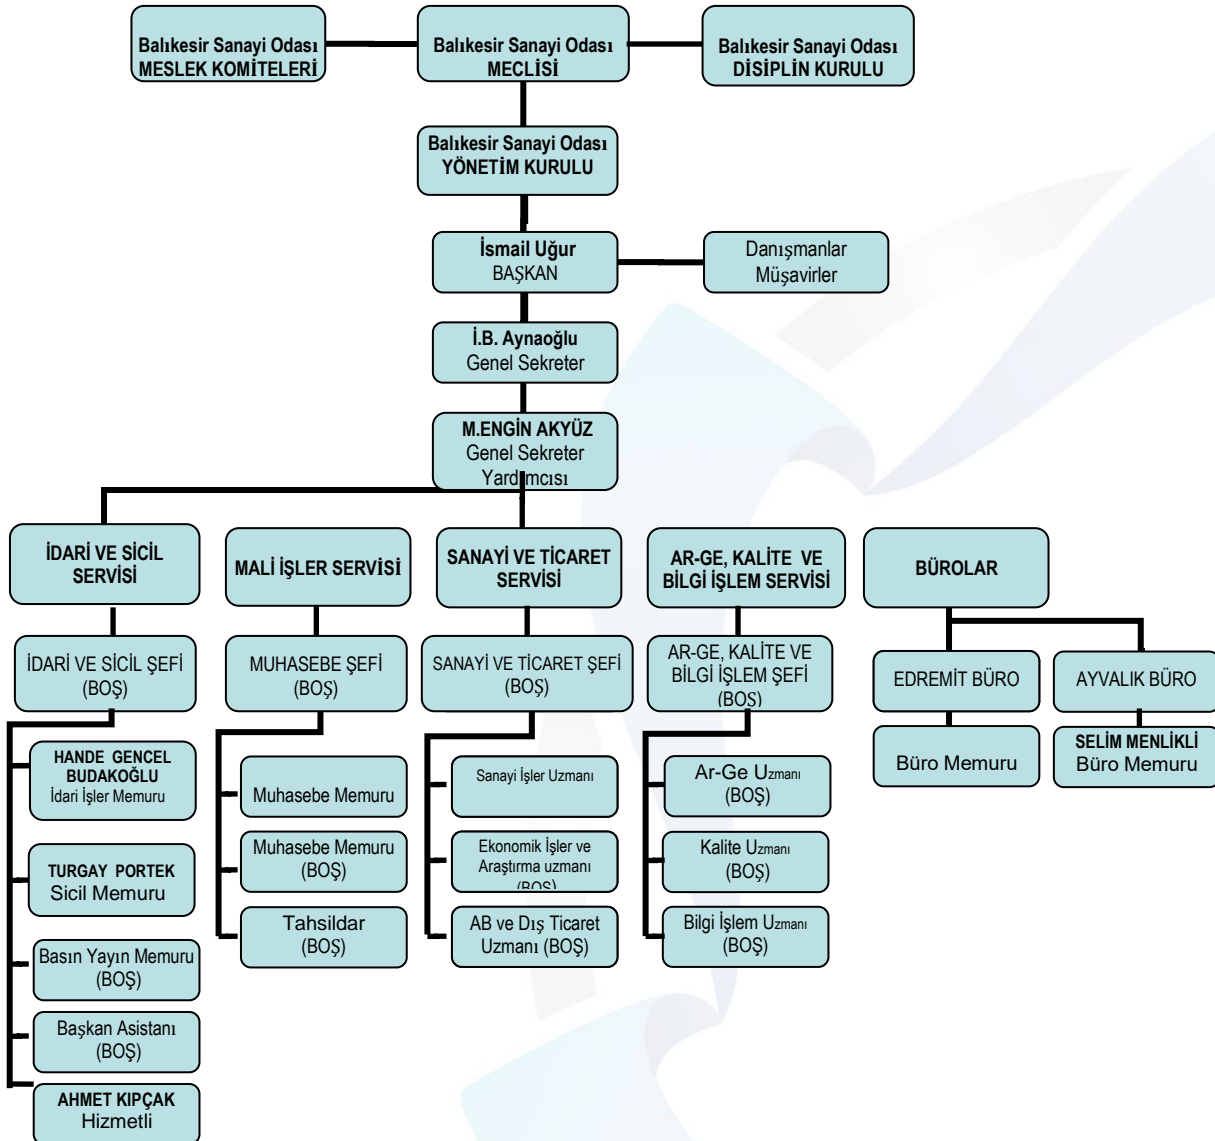 Balıkesir Sanayi Odası
MESLEK KOMİTELERİ
Balıkesir Sanayi Odası
MECLİSİ
Balıkesir Sanayi Odası
DİSİPLİN KURULU
Balıkesir Sanayi Odası
YÖNETİM KURULU
İsmail Uğur
BAŞKAN
Danışmanlar
Müşavirler
İ.B. Aynaoğlu
Genel Sekreter
M.ENGİN AKYÜZ
Genel Sekreter
Yardımcısı
İDARİ VE SİCİL
SERVİSİ
MALİ İŞLER SERVİSİ
SANAYİ VE TİCARET
SERVİSİ
AR-GE, KALİTE VE
BİLGİ İŞLEM SERVİSİ
BÜROLAR
İDARİ VE SİCİL ŞEFİ
(BOŞ)
MUHASEBE ŞEFİ
(BOŞ)
SANAYİ VE TİCARET ŞEFİ
(BOŞ)
AR-GE, KALİTE VE
BİLGİ İŞLEM ŞEFİ
(BOŞ)
EDREMİT BÜRO
AYVALIK BÜRO
HANDE GENCEL
BUDAKOĞLU
İdari İşler Memuru
TURGAY PORTEK
Sicil Memuru
Basın Yayın Memuru
(BOŞ)
Başkan Asistanı
(BOŞ)
AHMET KIPÇAK
Hizmetli
Muhasebe Memuru
Muhasebe Memuru
(BOŞ)
Tahsildar
(BOŞ)
Sanayi İşler Uzmanı
Ekonomik İşler ve
Araştırma uzmanı
(BOŞ)
AB ve Dış Ticaret
Uzmanı (BOŞ)
Ar-Ge Uzmanı
(BOŞ)
Kalite Uzmanı
(BOŞ)
Bilgi İşlem Uzmanı
(BOŞ)
Büro Memuru
SELİM MENLİKLİ
Büro Memuru